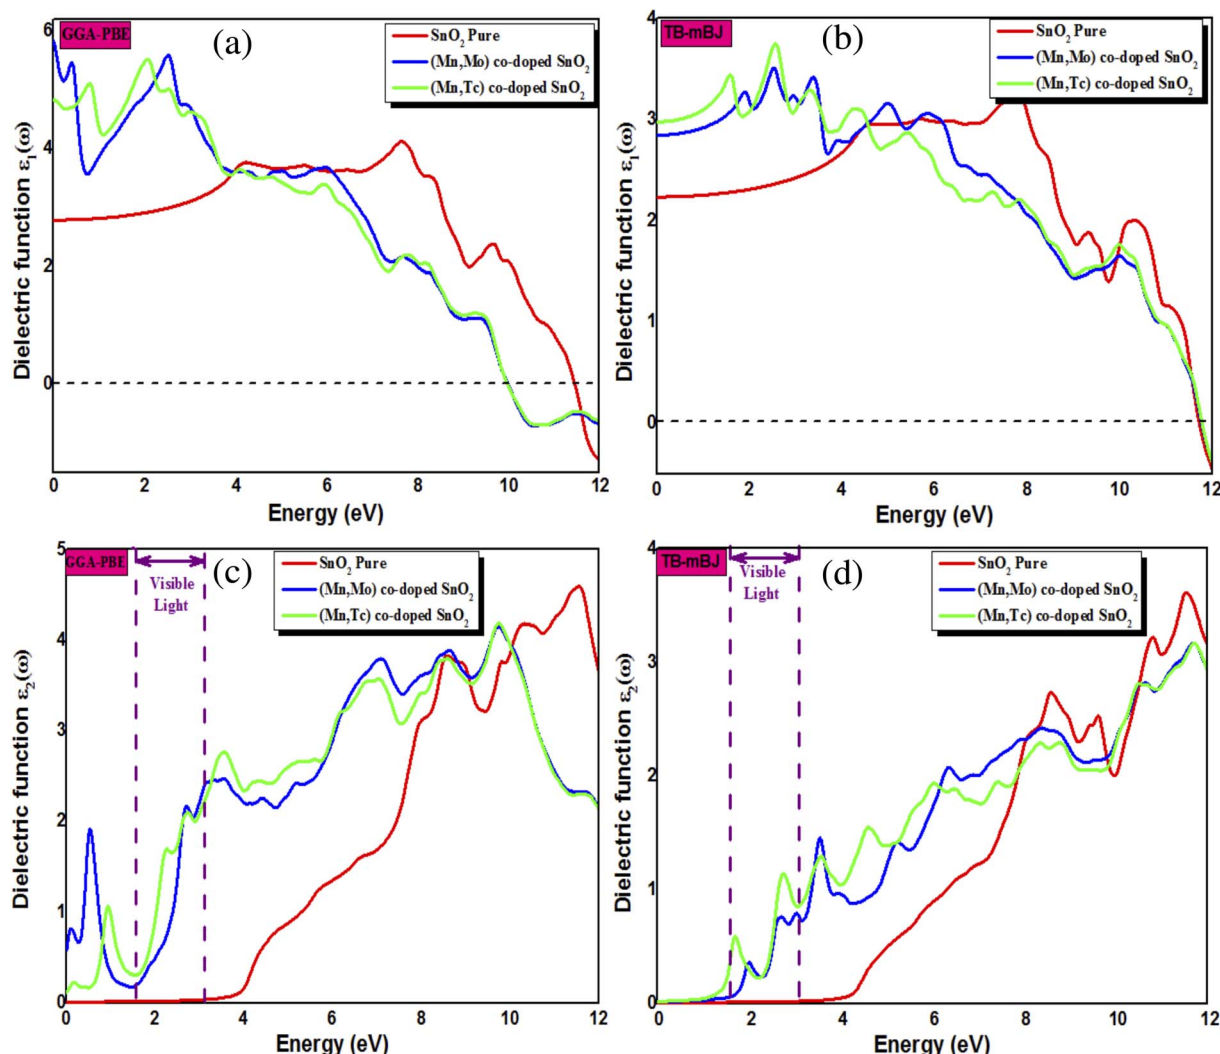 GGA-PBE
(a)
SnO2 Pure
(Mn,Mo) co-doped SnO2
(Mn,Tc) co-doped SnO2
Dielectric function ε1(ω)
6
4
2
0
0 2 4 6 8 10 12
Energy (eV)
TB-mBJ
(b)
SnO2 Pure
(Mn,Mo) co-doped SnO2
(Mn,Tc) co-doped SnO2
Dielectric function ε1(ω)
4
3
2
1
0
0 2 4 6 8 10 12
Energy (eV)
GGA-PBE
(c)
Visible
Light
SnO2 Pure
(Mn,Mo) co-doped SnO2
(Mn,Tc) co-doped SnO2
Dielectric function ε2(ω)
5
4
3
2
1
0
0 2 4 6 8 10 12
Energy (eV)
TB-mBJ
(d)
Visible
Light
SnO2 Pure
(Mn,Mo) co-doped SnO2
(Mn,Tc) co-doped SnO2
Dielectric function ε2(ω)
4
3
2
1
0
0 2 4 6 8 10 12
Energy (eV)